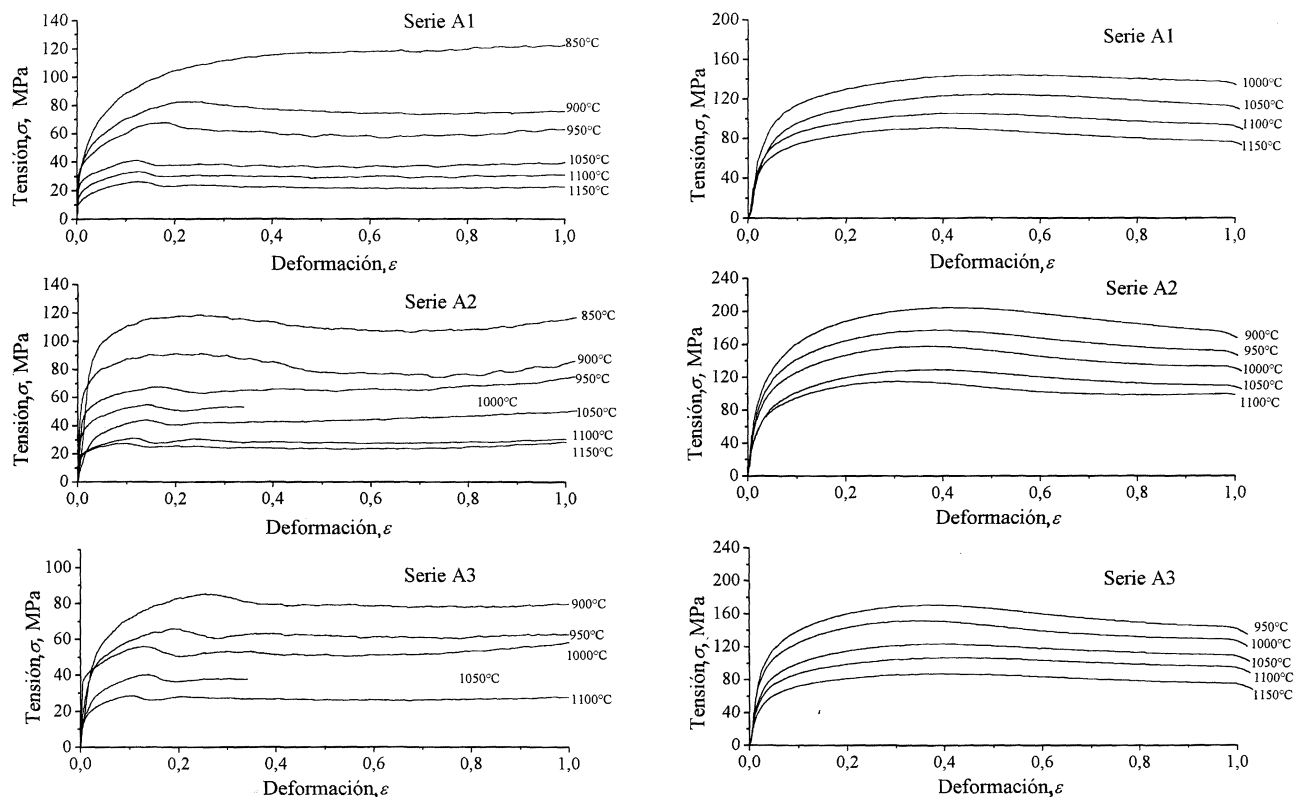 Serie A1
Tensión,σ, MPa
140
120
100
80
60
40
20
0
850°C
900°C
950°C
1050°C
1100°C
1150°C
0,0 0,2 0,4 0,6 0,8 1,0
Deformación,ε
Serie A1
Tensión,σ, MPa
200
160
120
80
40
0
1000°C
1050°C
1100°C
1150°C
0,0 0,2 0,4 0,6 0,8 1,0
Deformación,ε
Serie A2
Tensión,σ, MPa
140
120
100
80
60
40
20
0
850°C
900°C
950°C
1000°C
1050°C
1100°C
1150°C
0,0 0,2 0,4 0,6 0,8 1,0
Deformación,ε
Serie A2
Tensión,σ, MPa
240
200
160
120
80
40
0
900°C
950°C
1000°C
1050°C
1100°C
0,0 0,2 0,4 0,6 0,8 1,0
Deformación,ε
Serie A3
Tensión,σ, MPa
100
80
60
40
20
0
900°C
950°C
1000°C
1050°C
1100°C
0,0 0,2 0,4 0,6 0,8 1,0
Deformación,ε
Serie A3
Tensión,σ, MPa
240
200
160
120
80
40
0
950°C
1000°C
1050°C
1100°C
1150°C
0,0 0,2 0,4 0,6 0,8 1,0
Deformación,ε